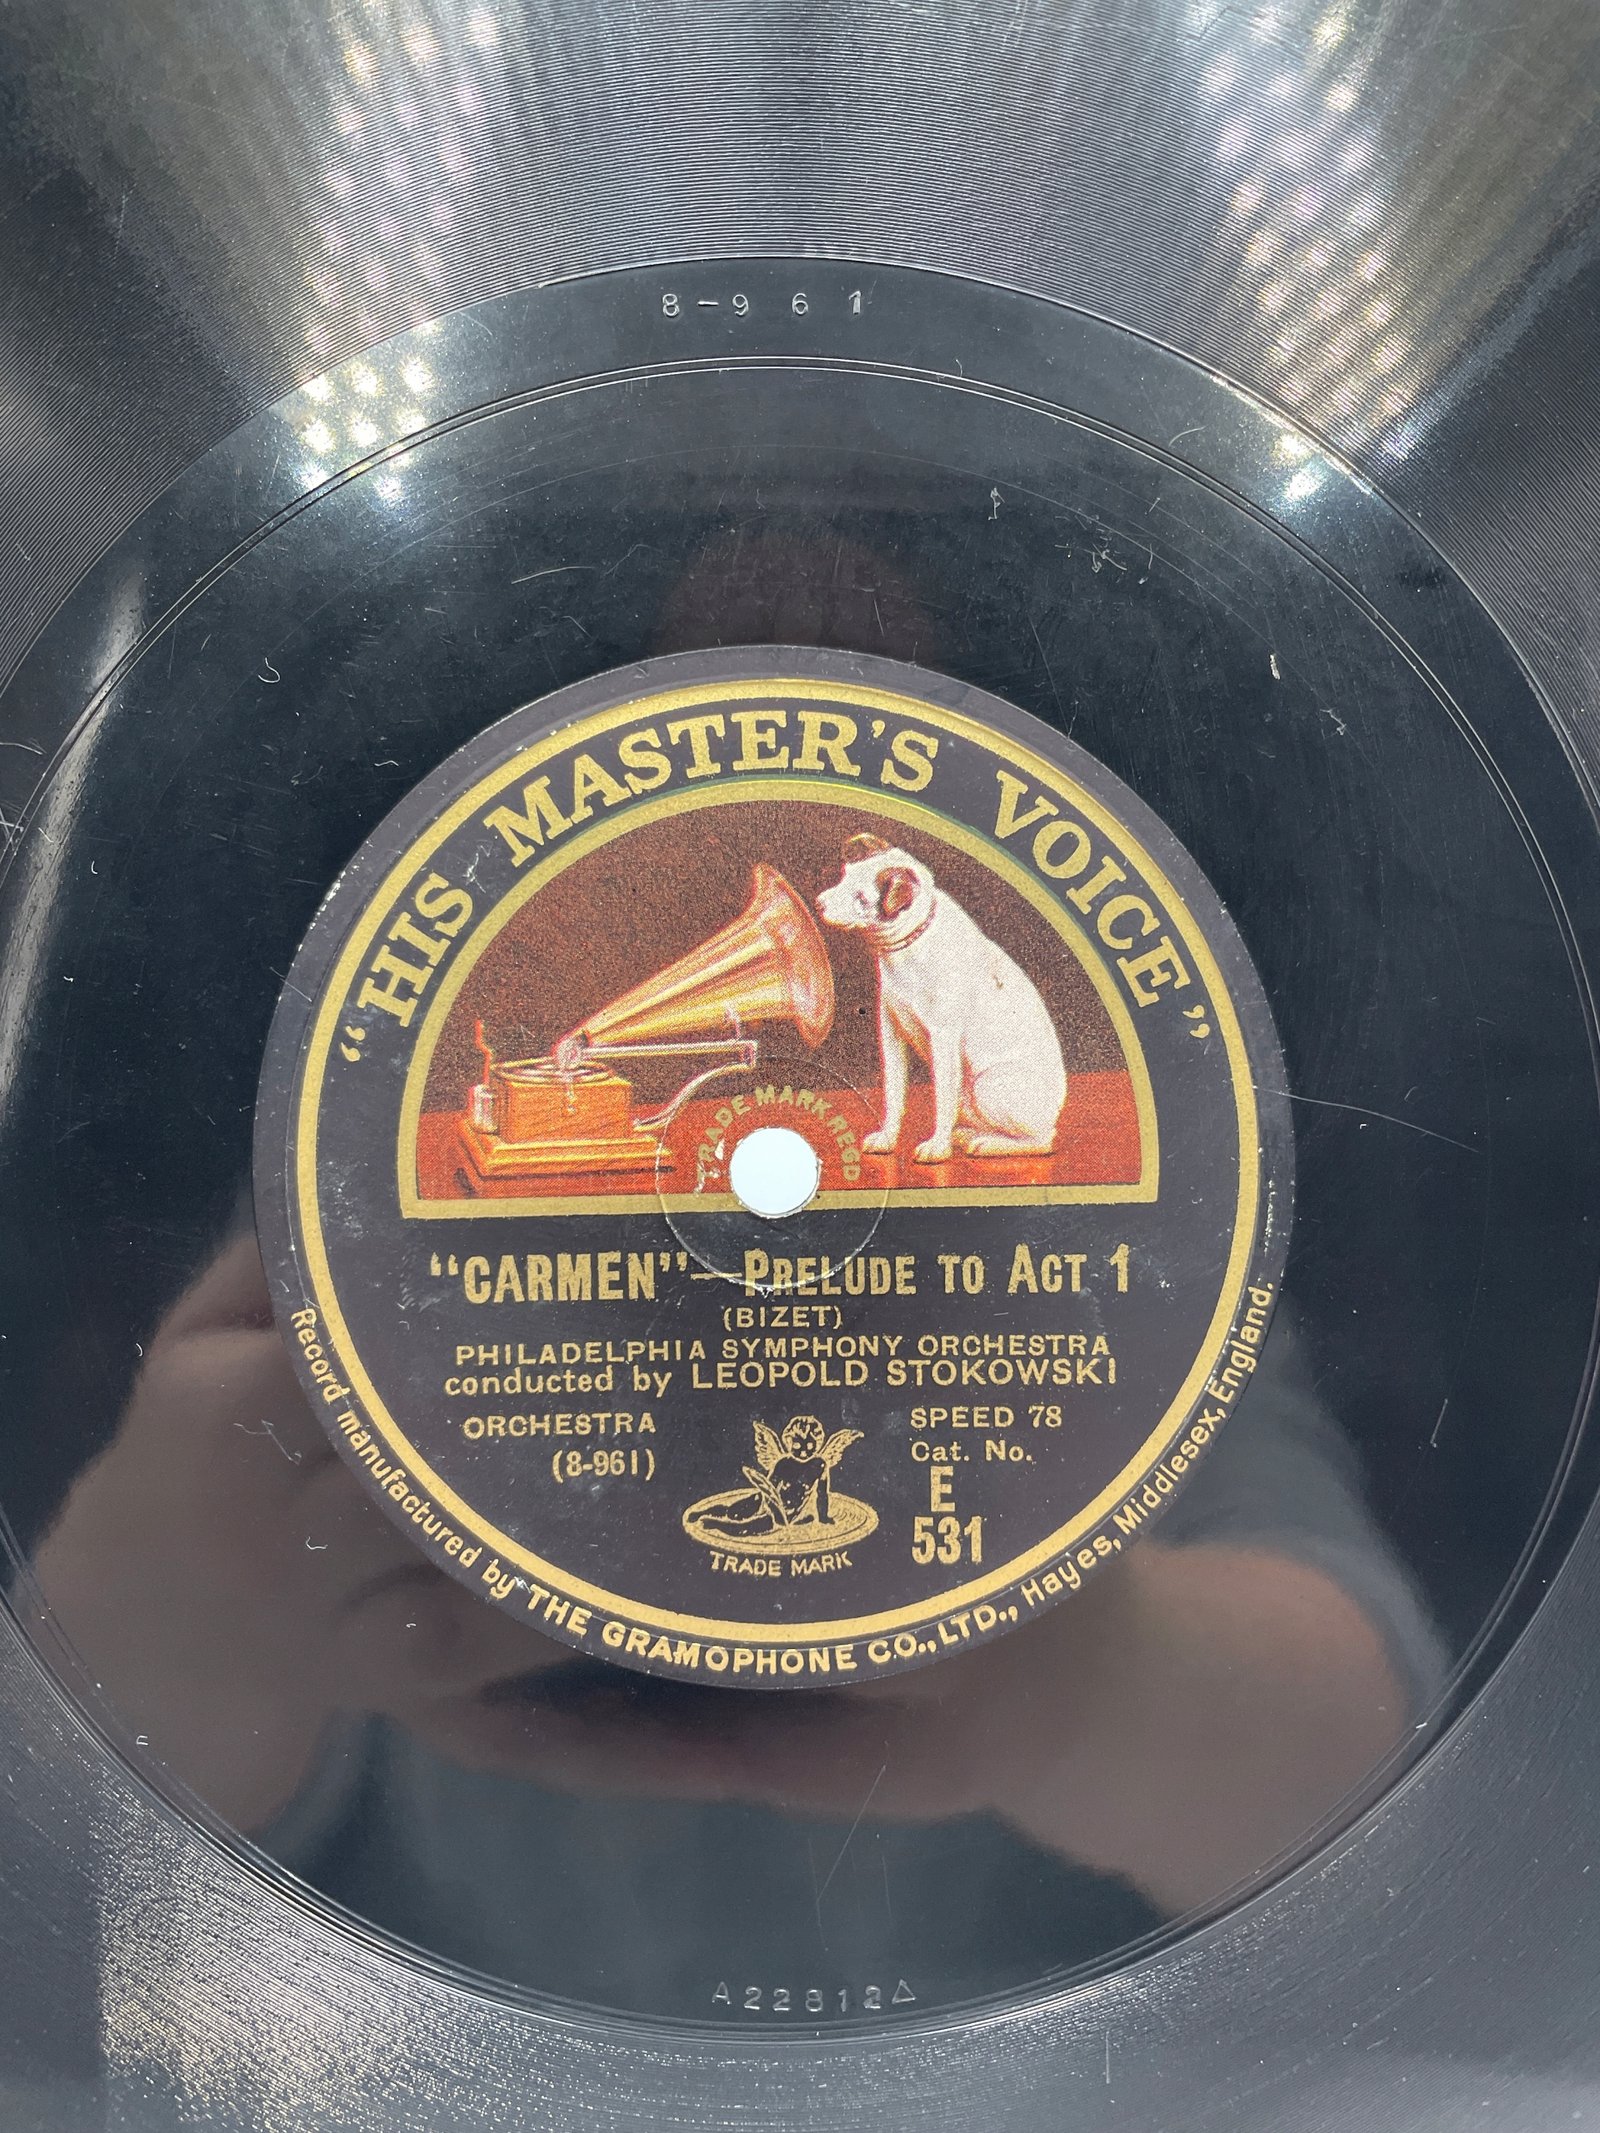 8-961
“HIS MASTER'S VOICE”
TRADE MARK REGD
“CARMEN”—PRELUDE TO ACT 1
(BIZET)
PHILADELPHIA SYMPHONY ORCHESTRA
conducted by LEOPOLD STOKOWSKI
ORCHESTRA
(8-961)
SPEED 78
Cat. No.
E
531
TRADE MARK
Record manufactured by THE GRAMOPHONE CO., LTD., Hayes, Middlesex, England.
A22812Δ